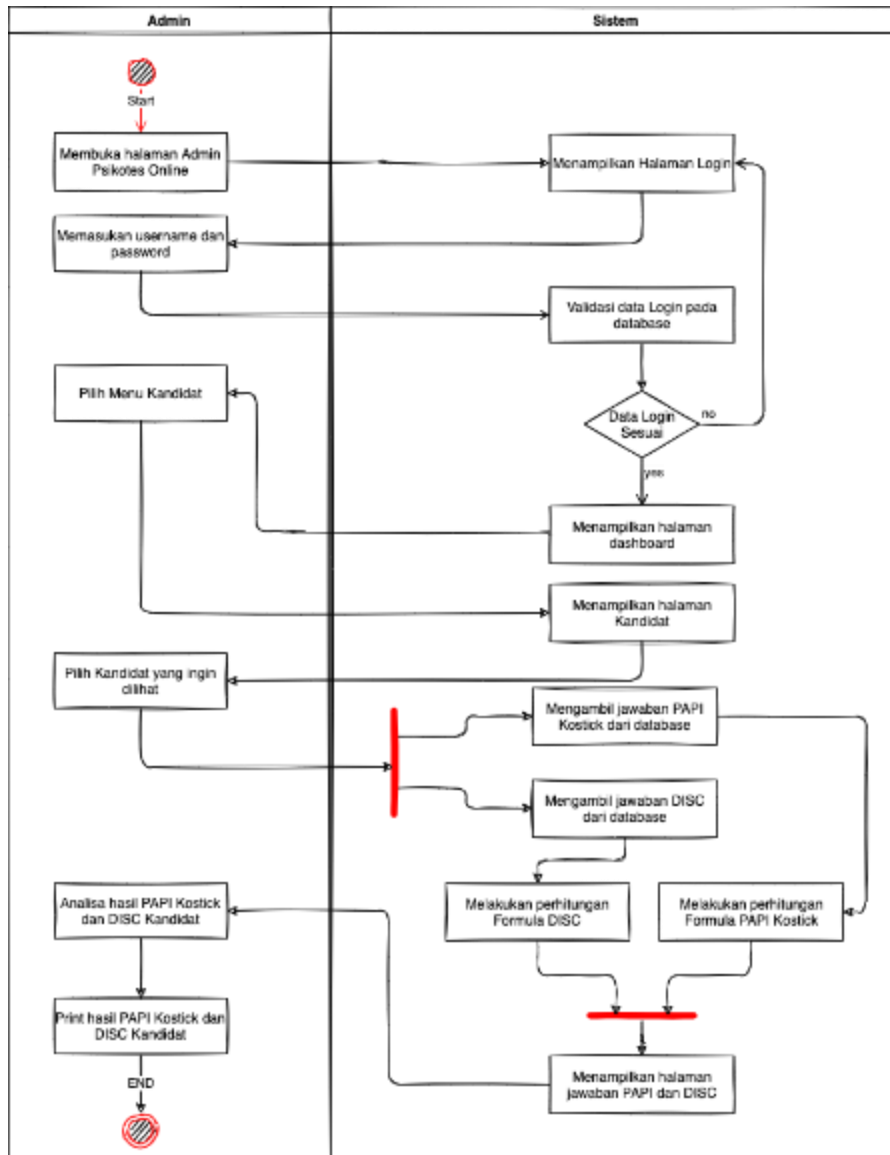 Admin
Sistem
Start
Membuka halaman Admin
Psikotes Online
Menampilkan Halaman Login
Memasukan username dan
password
Validasi data Login pada
database
Pilih Menu Kandidat
Data Login
Sesuai
no
yes
Menampilkan halaman
dashboard
Menampilkan halaman
Kandidat
Pilih Kandidat yang ingin
dilihat
Mengambil jawaban PAPI
Kostick dari database
Mengambil jawaban DISC
dari database
Analisa hasil PAPI Kostick
dan DISC Kandidat
Melakukan perhitungan
Formula DISC
Melakukan perhitungan
Formula PAPI Kostick
Print hasil PAPI Kostick dan
DISC Kandidat
END
Menampilkan halaman
jawaban PAPI dan DISC